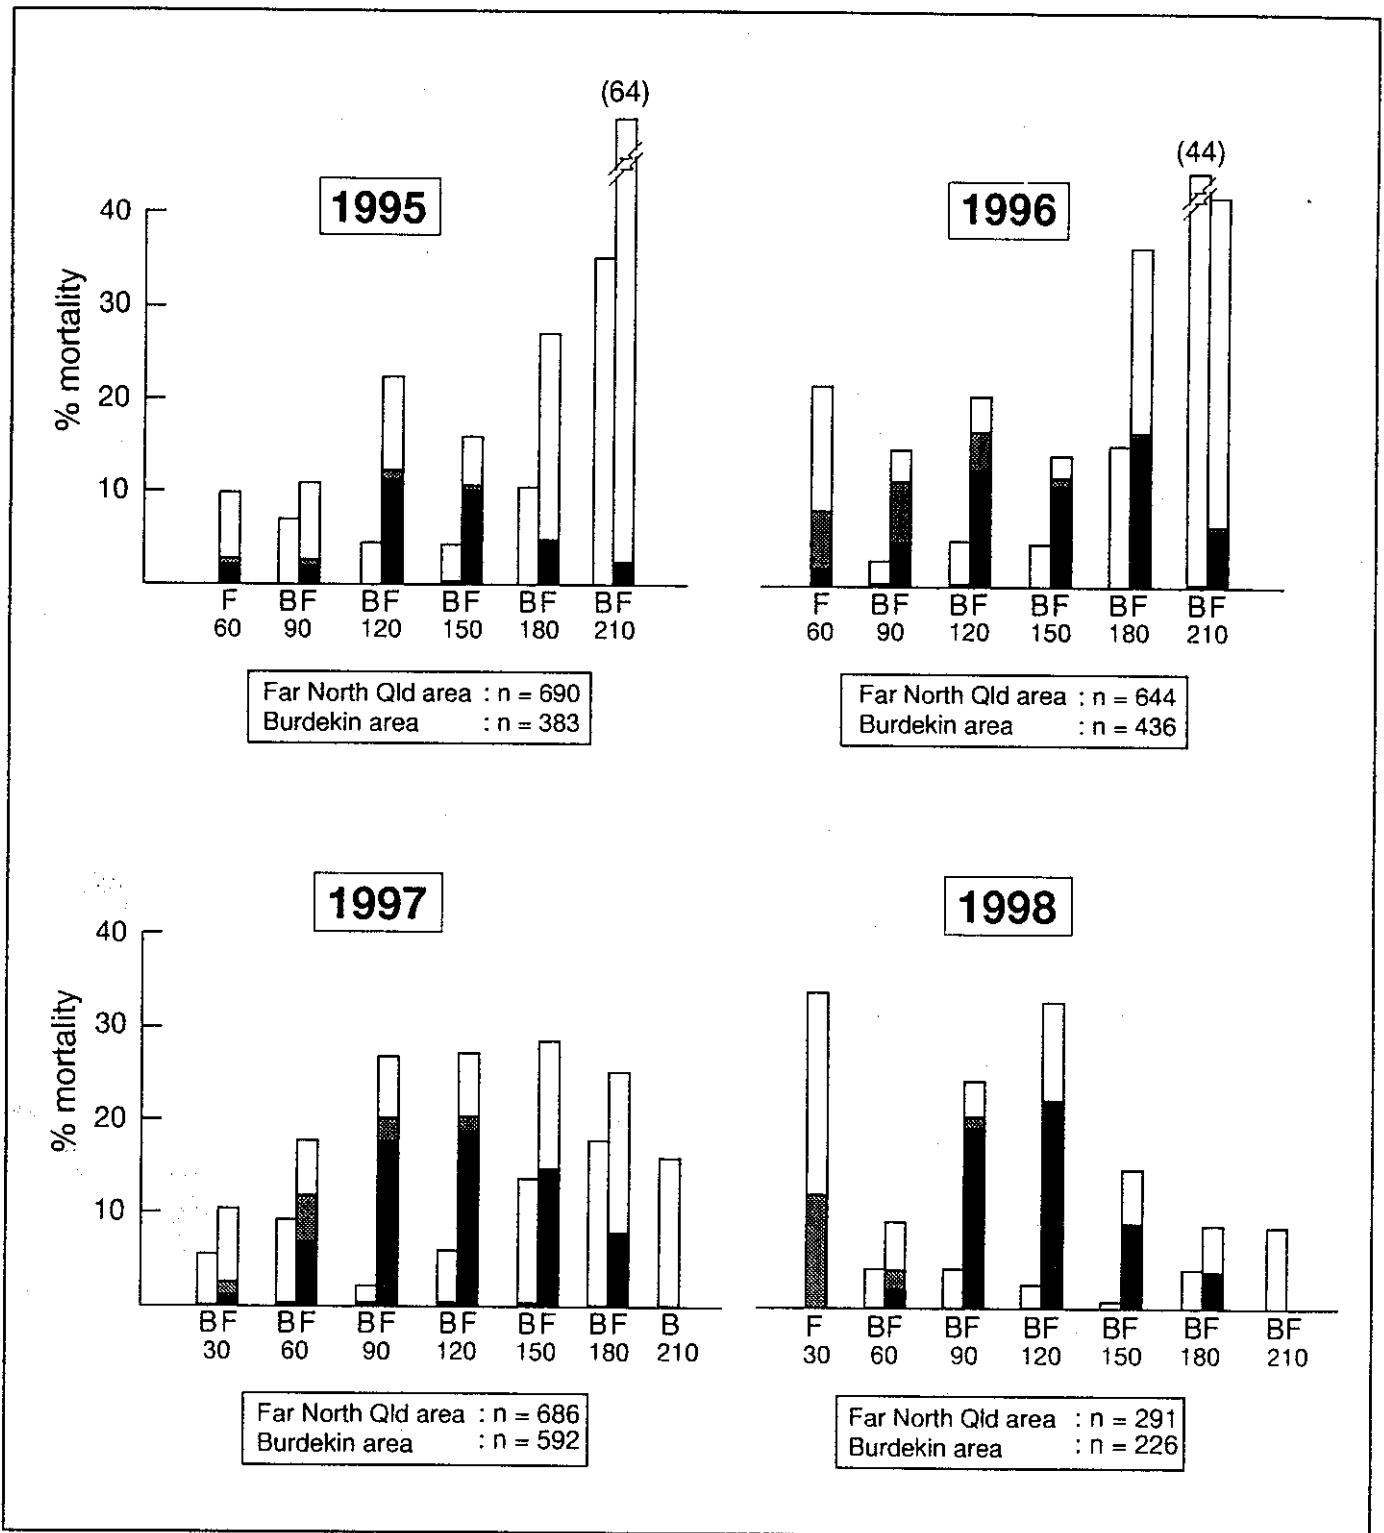 (64)
1995
40
30
20
10
% mortality
F BF BF BF BF BF
60 90 120 150 180 210
Far North Qld area : n = 690
Burdekin area : n = 383
(44)
1996
F BF BF BF BF BF
60 90 120 150 180 210
Far North Qld area : n = 644
Burdekin area : n = 436
1997
40
30
20
10
% mortality
BF BF BF BF BF BF B
30 60 90 120 150 180 210
Far North Qld area : n = 686
Burdekin area : n = 592
1998
F BF BF BF BF BF BF
30 60 90 120 150 180 210
Far North Qld area : n = 291
Burdekin area : n = 226